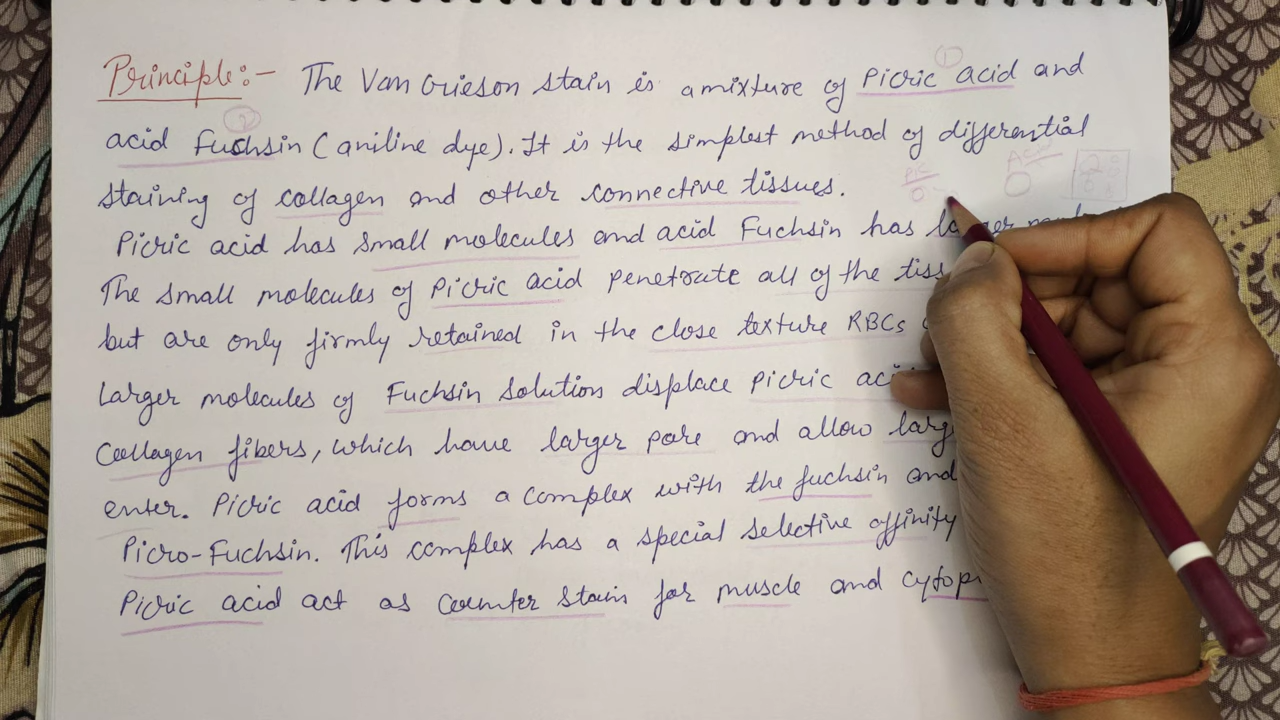 Principle:- The Van Grieson stain is a mixture of Picric acid and
acid Fuchsin (aniline dye). It is the simplest method of differential
staining of collagen and other connective tissues.
Picric acid has small molecules and acid Fuchsin has
The small molecules of Picric acid penetrate all of the
but are only firmly retained in the close texture RBCs
Larger molecules of Fuchsin solution displace Picric
Collagen fibers, which have larger pore and allow
enter. Picric acid forms a complex with the fuchsin and
Picro-Fuchsin. This complex has a special selective affinity
Picric acid act as counter stain for muscle and